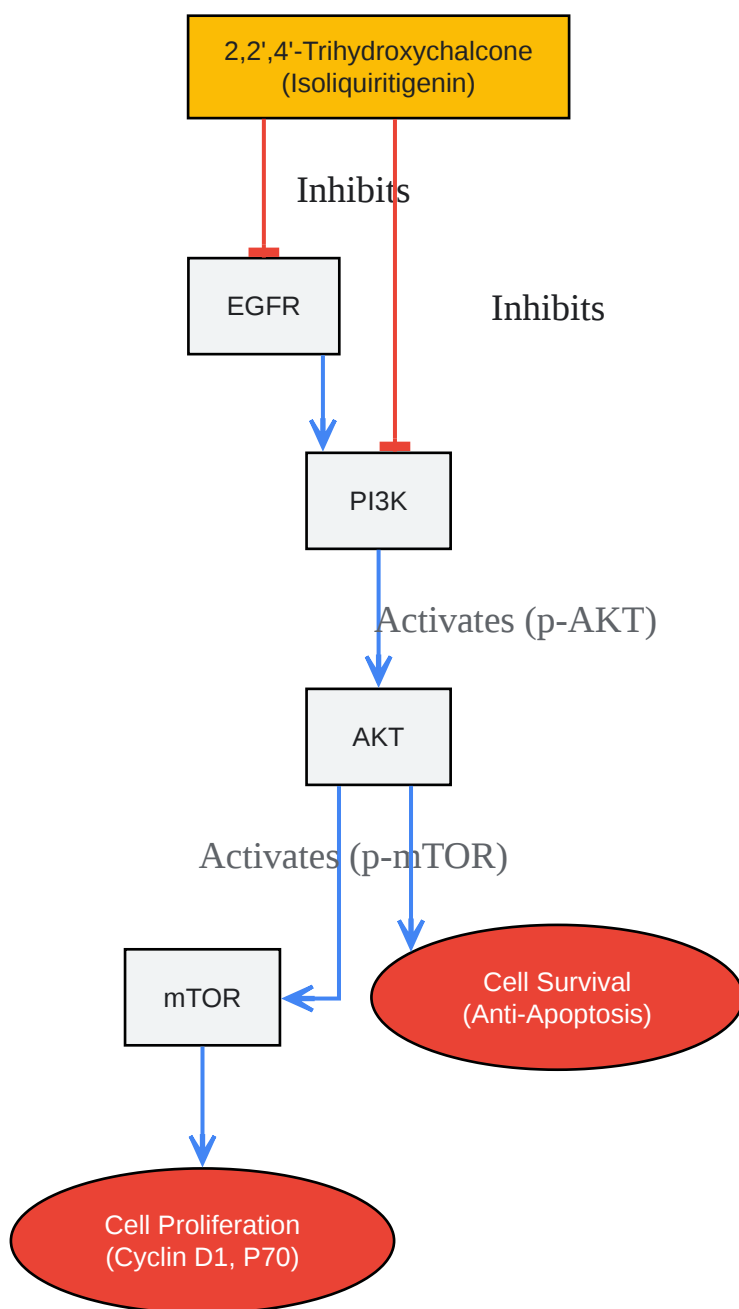 2,2',4'-Trihydroxychalcone
(Isoliquiritigenin)
Inhibits
EGFR
Inhibits
PI3K
Activates (p-AKT)
AKT
Activates (p-mTOR)
Cell Survival
(Anti-Apoptosis)
mTOR
Cell Proliferation
(Cyclin D1, P70)